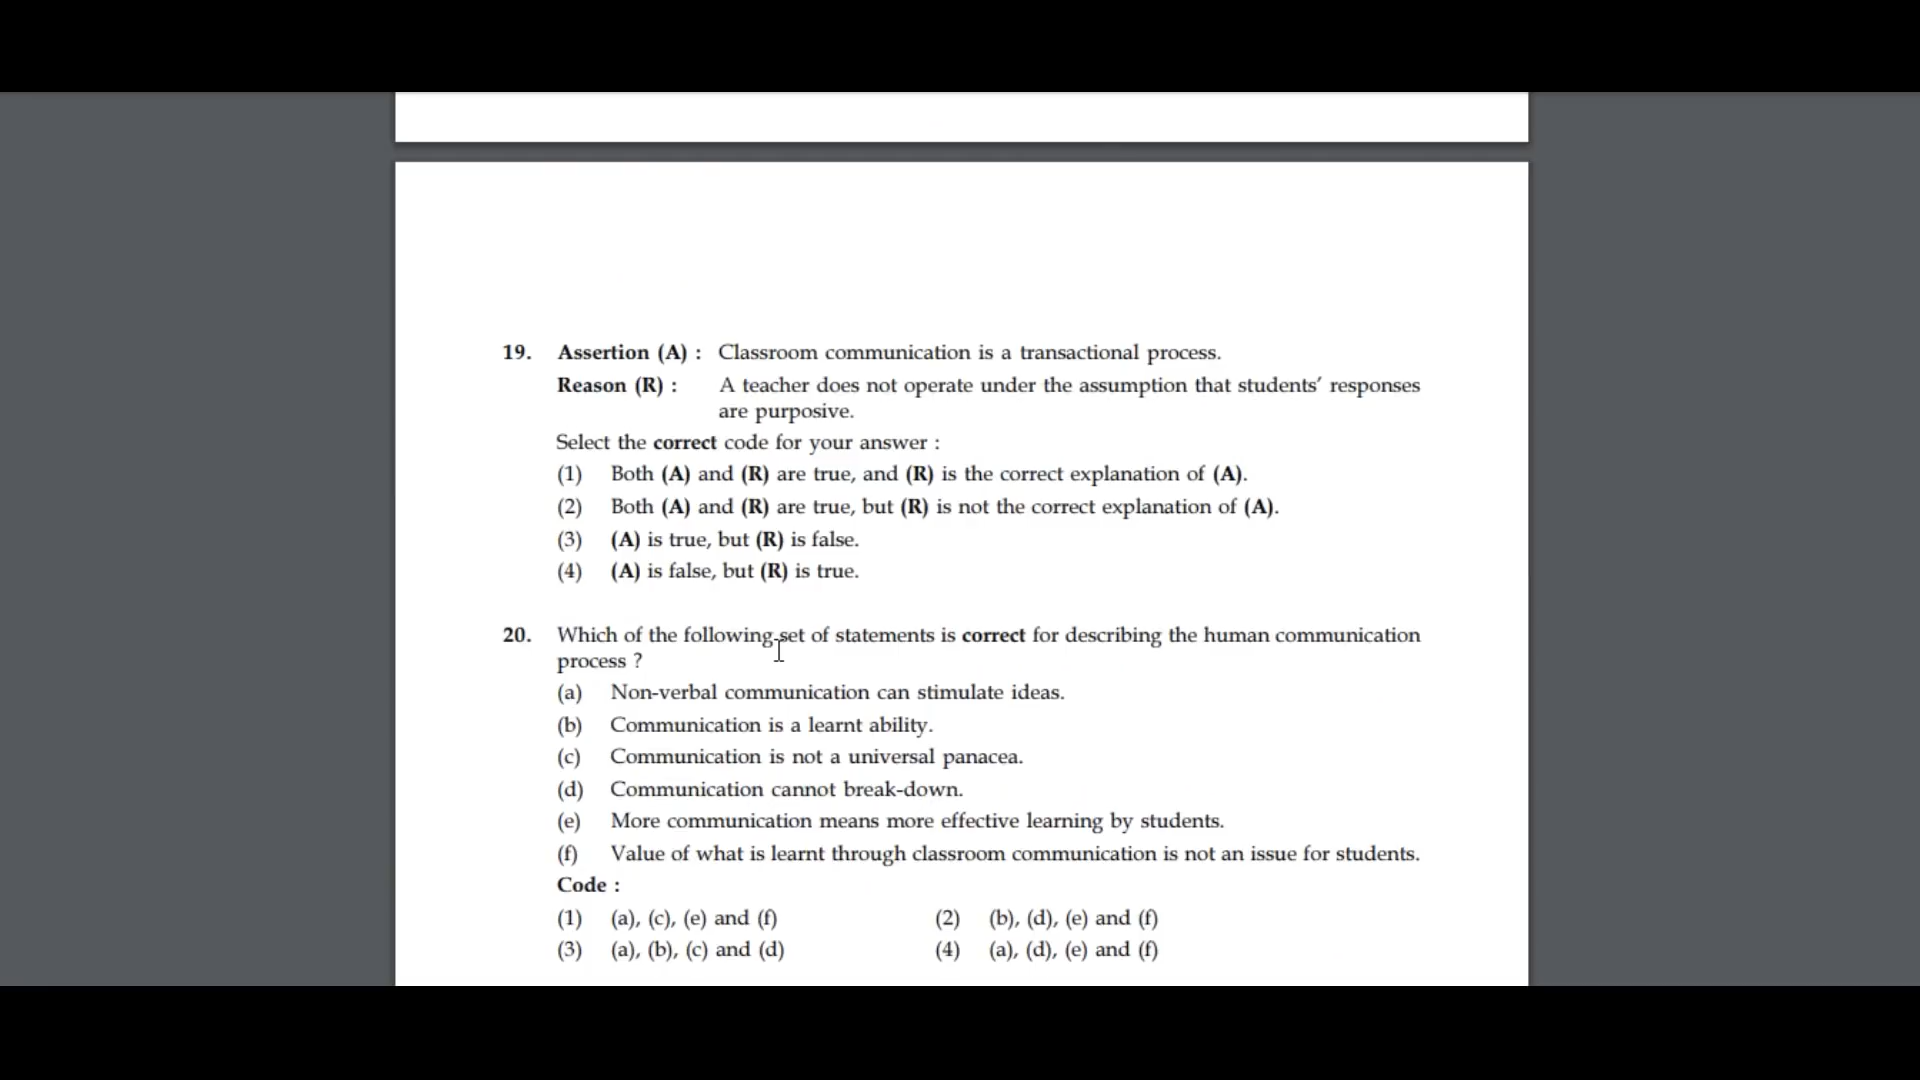 19. Assertion (A) : Classroom communication is a transactional process.
Reason (R) : A teacher does not operate under the assumption that students' responses
are purposive.
Select the correct code for your answer :
(1) Both (A) and (R) are true, and (R) is the correct explanation of (A).
(2) Both (A) and (R) are true, but (R) is not the correct explanation of (A).
(3) (A) is true, but (R) is false.
(4) (A) is false, but (R) is true.
20. Which of the following set of statements is correct for describing the human communication
process ?
(a) Non-verbal communication can stimulate ideas.
(b) Communication is a learnt ability.
(c) Communication is not a universal panacea.
(d) Communication cannot break-down.
(e) More communication means more effective learning by students.
(f) Value of what is learnt through classroom communication is not an issue for students.
Code :
(1) (a), (c), (e) and (f) (2) (b), (d), (e) and (f)
(3) (a), (b), (c) and (d) (4) (a), (d), (e) and (f)